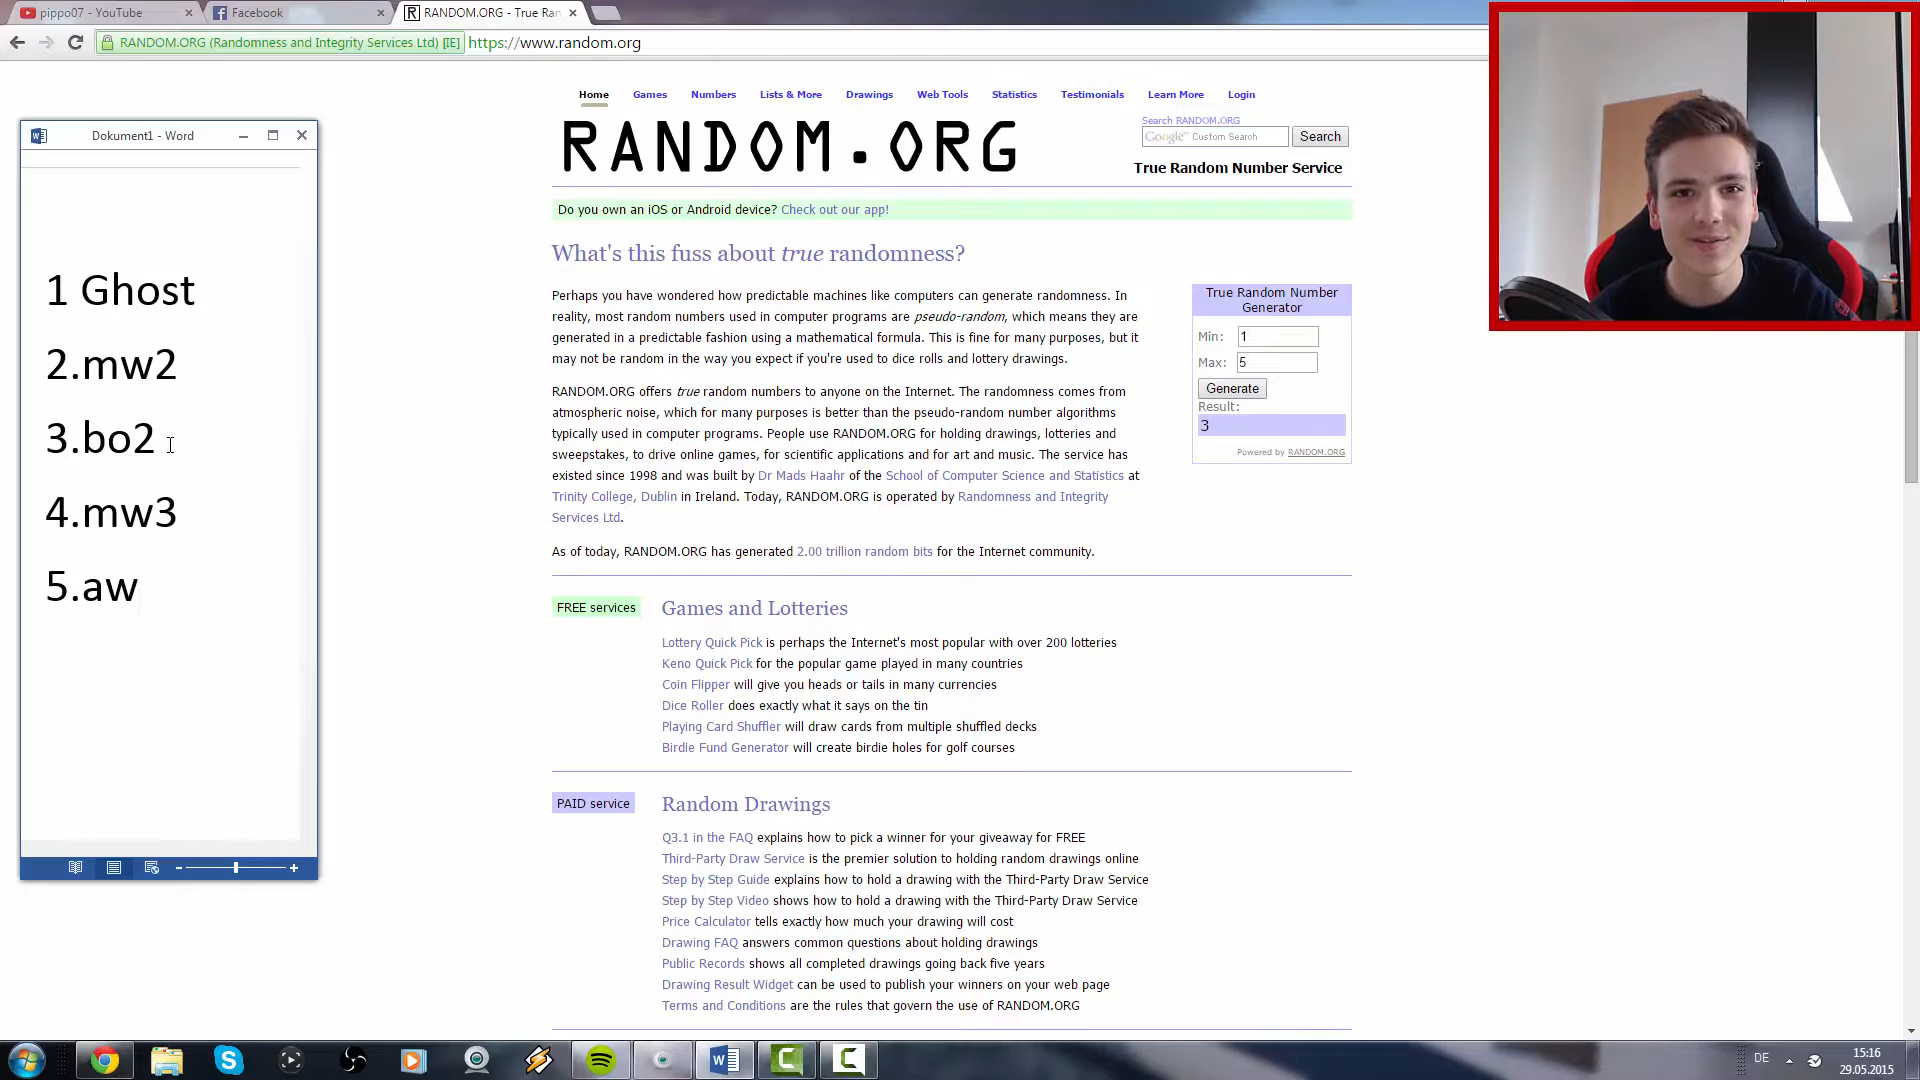 pippo07 - YouTube
Facebook
RANDOM.ORG - True Ran
RANDOM.ORG (Randomness and Integrity Services Ltd) [IE]
https://www.random.org
Dokument1 - Word
1 Ghost
2.mw2
3.bo2
4.mw3
5.aw
Home Games Numbers Lists & More Drawings Web Tools Statistics Testimonials Learn More Login
RANDOM.ORG
Search RANDOM.ORG
Google™ Custom Search
Search
True Random Number Service
Do you own an iOS or Android device? Check out our app!
What's this fuss about true randomness?
Perhaps you have wondered how predictable machines like computers can generate randomness. In
reality, most random numbers used in computer programs are pseudo-random, which means they are
generated in a predictable fashion using a mathematical formula. This is fine for many purposes, but it
may not be random in the way you expect if you're used to dice rolls and lottery drawings.
RANDOM.ORG offers true random numbers to anyone on the Internet. The randomness comes from
atmospheric noise, which for many purposes is better than the pseudo-random number algorithms
typically used in computer programs. People use RANDOM.ORG for holding drawings, lotteries and
sweepstakes, to drive online games, for scientific applications and for art and music. The service has
existed since 1998 and was built by Dr Mads Haahr of the School of Computer Science and Statistics at
Trinity College, Dublin in Ireland. Today, RANDOM.ORG is operated by Randomness and Integrity
Services Ltd.
As of today, RANDOM.ORG has generated 2.00 trillion random bits for the Internet community.
True Random Number
Generator
Min: 1
Max: 5
Generate
Result:
3
Powered by RANDOM.ORG
FREE services
Games and Lotteries
Lottery Quick Pick is perhaps the Internet's most popular with over 200 lotteries
Keno Quick Pick for the popular game played in many countries
Coin Flipper will give you heads or tails in many currencies
Dice Roller does exactly what it says on the tin
Playing Card Shuffler will draw cards from multiple shuffled decks
Birdie Fund Generator will create birdie holes for golf courses
PAID service
Random Drawings
Q3.1 in the FAQ explains how to pick a winner for your giveaway for FREE
Third-Party Draw Service is the premier solution to holding random drawings online
Step by Step Guide explains how to hold a drawing with the Third-Party Draw Service
Step by Step Video shows how to hold a drawing with the Third-Party Draw Service
Price Calculator tells exactly how much your drawing will cost
Drawing FAQ answers common questions about holding drawings
Public Records shows all completed drawings going back five years
Drawing Result Widget can be used to publish your winners on your web page
Terms and Conditions are the rules that govern the use of RANDOM.ORG
DE
15:16
29.05.2015